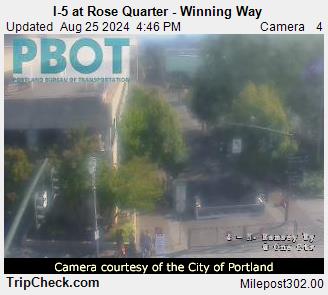 I-5 at Rose Quarter - Winning Way
Updated Aug 25 2024 4:46 PM Camera 4
PBOT
PORTLAND BUREAU OF TRANSPORTATION
Camera courtesy of the City of Portland
TripCheck.com Milepost302.00